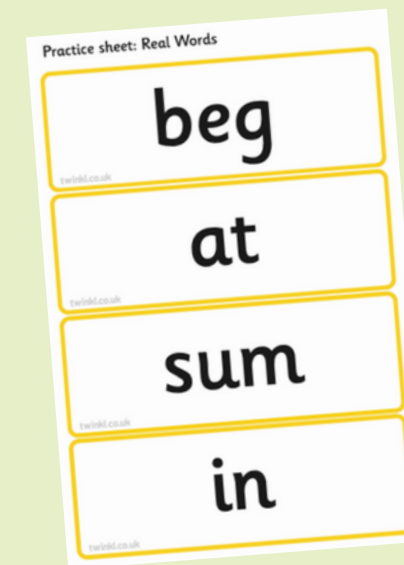 Practice sheet: Real Words
beg
twinkl.co.uk
at
twinkl.co.uk
sum
twinkl.co.uk
in
twinkl.co.uk